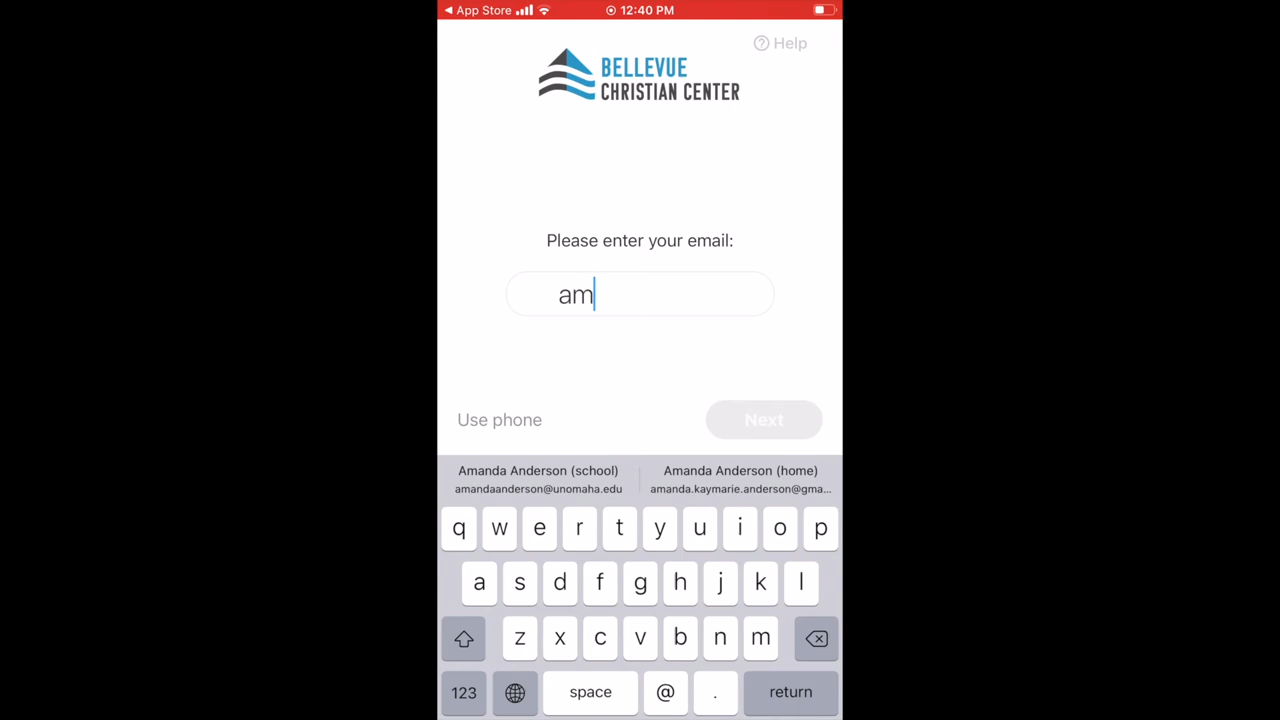 App Store 12:40 PM
Help
BELLEVUE
CHRISTIAN CENTER
Please enter your email:
am
Use phone Next
Amanda Anderson (school) Amanda Anderson (home)
amandaanderson@unomaha.edu amanda.kaymarie.anderson@gma...
q w e r t y u i o p
a s d f g h j k l
z x c v b n m
123 space @ . return